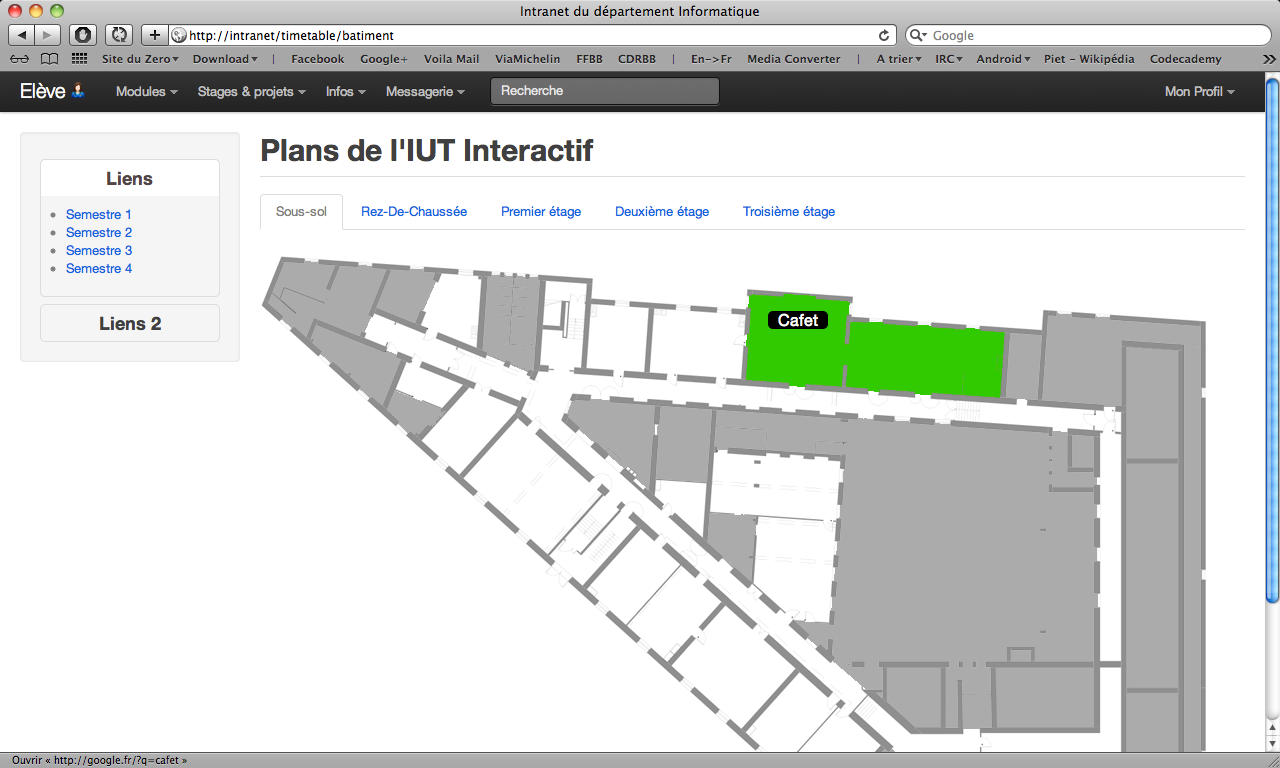 Intranet du département Informatique
http://intranet/timetable/batiment
Google
Site du Zero Download | Facebook Google+ Voila Mail ViaMichelin FFBB CDRBB | En->Fr Media Converter | A trier IRC Android Piet - Wikipédia Codecademy
Elève Modules Stages & projets Infos Messagerie Recherche Mon Profil
Plans de l'IUT Interactif
Liens
Semestre 1
Semestre 2
Semestre 3
Semestre 4
Liens 2
Sous-sol Rez-De-Chaussée Premier étage Deuxième étage Troisième étage
Cafet
Ouvrir « http://google.fr/?q=cafet »